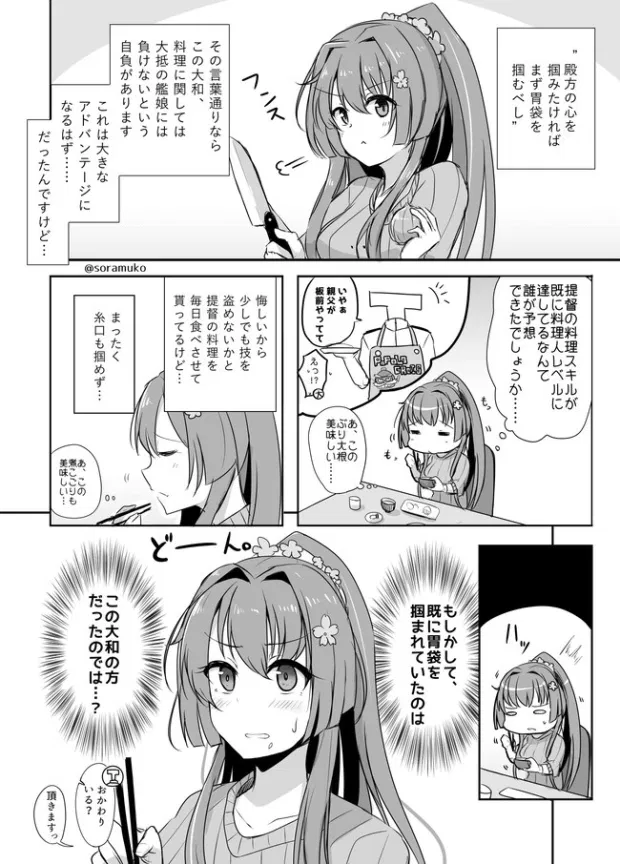 ”殿方の心を
掴みたければ
まず胃袋を
掴むべし”
その言葉通りなら
この大和、
料理に関しては
大抵の艦娘には
負けないという
自負があります
これは大きな
アドバンテージに
なるはず……
だったんですけど…
@soramuko
提督の料理スキルが
既に料理人レベルに
達してるなんて
誰が予想
できたでしょうか……
いやぁ
親父が
板前やってて
えっ!?
あ、この
ぶり大根
美味しい…
もぐ
悔しいから
少しでも技を
盗めないかと
提督の料理を
毎日食べさせて
貰ってるけど…
まったく
糸口も掴めず…
あ、この
煮こごりも
美味しい…
ハッ
もしかして、
既に胃袋を
掴まれていたのは
どーん。
この大和の方
だったのでは…?
おかわり
いる?
頂きますっ